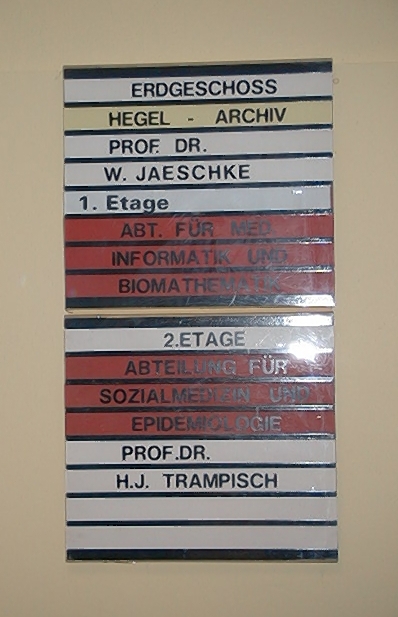 ERDGESCHOSS
HEGEL - ARCHIV
PROF. DR.
W. JAESCHKE
1. Etage
ABT. FÜR MED.
INFORMATIK UND
BIOMATHEMATIK
2.ETAGE
ABTEILUNG FÜR
SOZIALMEDIZIN UND
EPIDEMIOLOGIE
PROF.DR.
H.J. TRAMPISCH